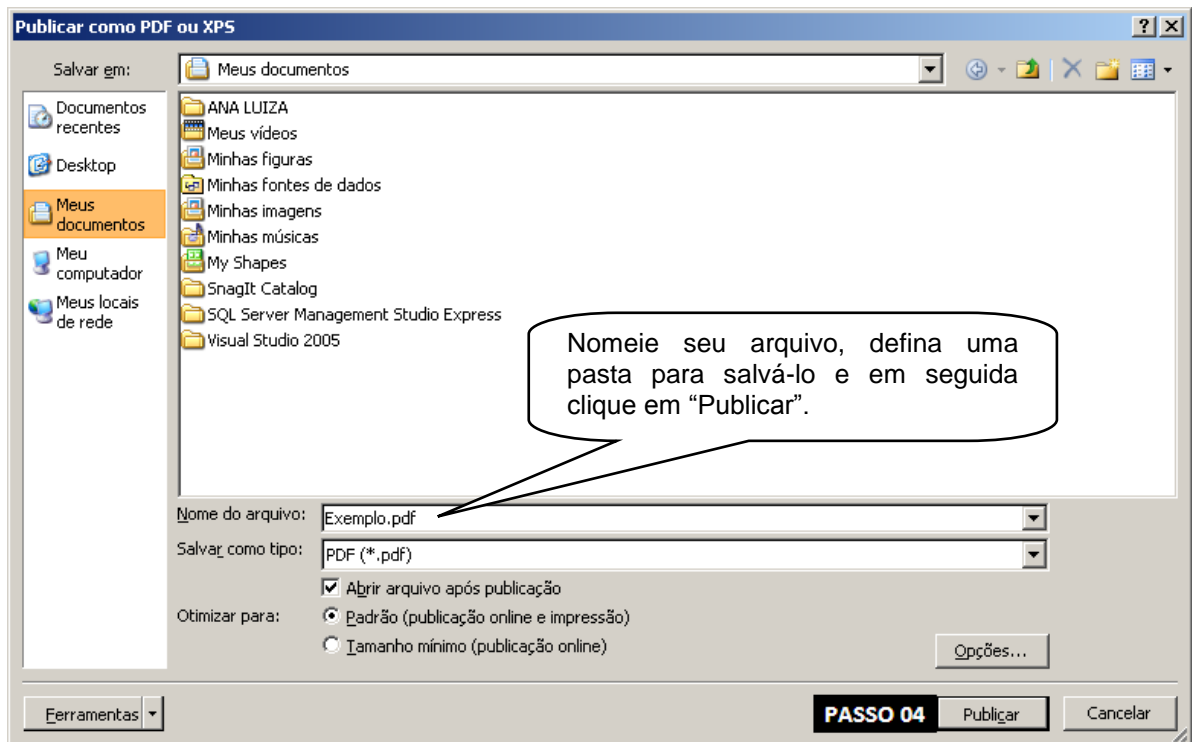 Publicar como PDF ou XPS
Salvar em:
Meus documentos
Documentos
recentes
Desktop
Meus
documentos
Meu
computador
Meus locais
de rede
ANA LUIZA
Meus vídeos
Minhas figuras
Minhas fontes de dados
Minhas imagens
Minhas músicas
My Shapes
SnagIt Catalog
SQL Server Management Studio Express
Visual Studio 2005
Nomeie seu arquivo, defina uma
pasta para salvá-lo e em seguida
clique em “Publicar”.
Nome do arquivo:
Exemplo.pdf
Salvar como tipo:
PDF (*.pdf)
Abrir arquivo após publicação
Otimizar para:
Padrão (publicação online e impressão)
Tamanho mínimo (publicação online)
Opções...
Ferramentas
PASSO 04
Publicar
Cancelar